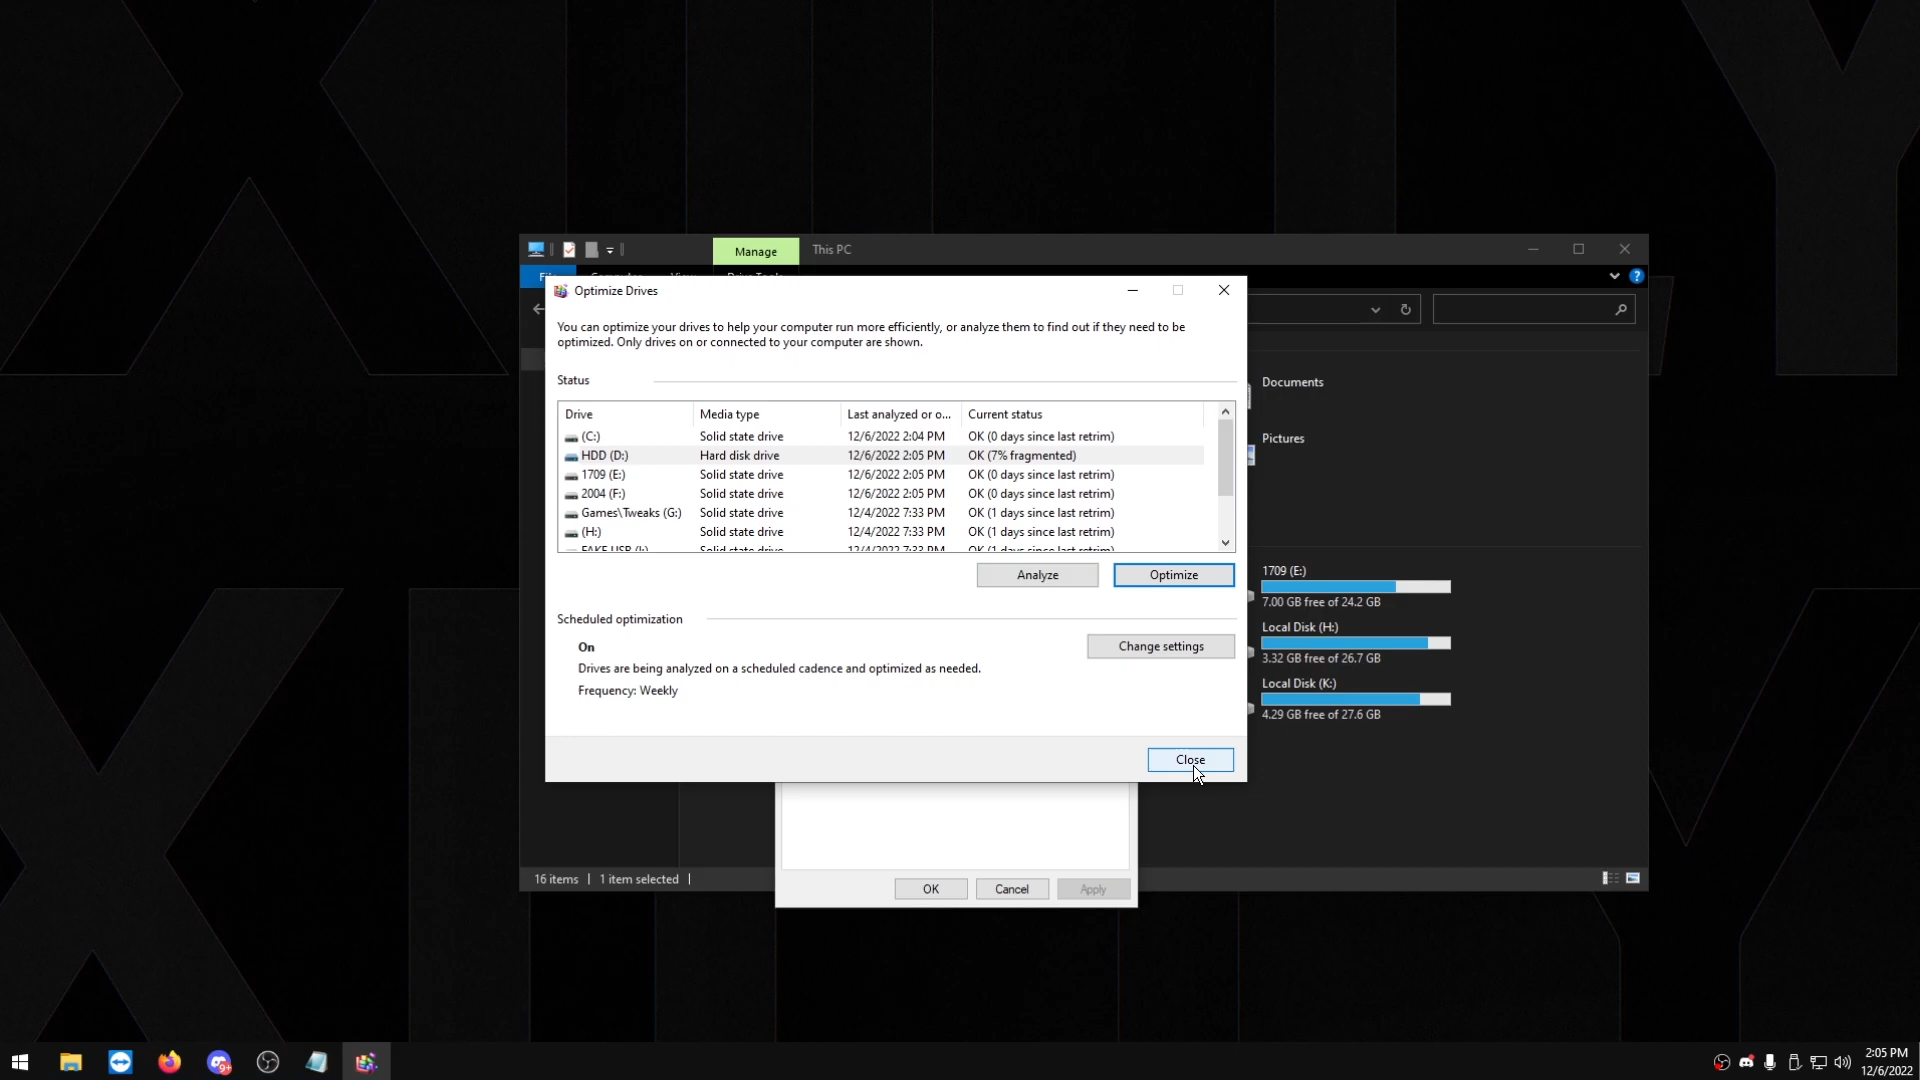 Manage
This PC
File
Computer
View
Drive Tools
Optimize Drives
You can optimize your drives to help your computer run more efficiently, or analyze them to find out if they need to be
optimized. Only drives on or connected to your computer are shown.
Status
Drive Media type Last analyzed or o... Current status
(C:) Solid state drive 12/6/2022 2:04 PM OK (0 days since last retrim)
HDD (D:) Hard disk drive 12/6/2022 2:05 PM OK (7% fragmented)
1709 (E:) Solid state drive 12/6/2022 2:05 PM OK (0 days since last retrim)
2004 (F:) Solid state drive 12/6/2022 2:05 PM OK (0 days since last retrim)
Games\Tweaks (G:) Solid state drive 12/4/2022 7:33 PM OK (1 days since last retrim)
(H:) Solid state drive 12/4/2022 7:33 PM OK (1 days since last retrim)
FAKE USB (I:) Solid state drive 12/4/2022 7:33 PM OK (1 days since last retrim)
Analyze
Optimize
Scheduled optimization
On
Change settings
Drives are being analyzed on a scheduled cadence and optimized as needed.
Frequency: Weekly
Close
Documents
Pictures
1709 (E:)
7.00 GB free of 24.2 GB
Local Disk (H:)
3.32 GB free of 26.7 GB
Local Disk (K:)
4.29 GB free of 27.6 GB
16 items
1 item selected
OK
Cancel
Apply
9+
2:05 PM
12/6/2022